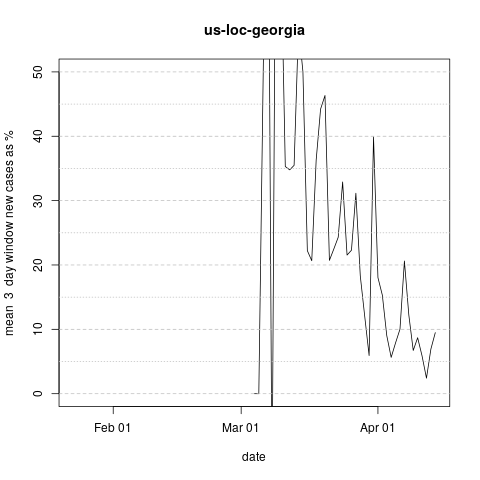 us-loc-georgia
mean 3 day window new cases as %
50
40
30
20
10
0
Feb 01
Mar 01
Apr 01
date